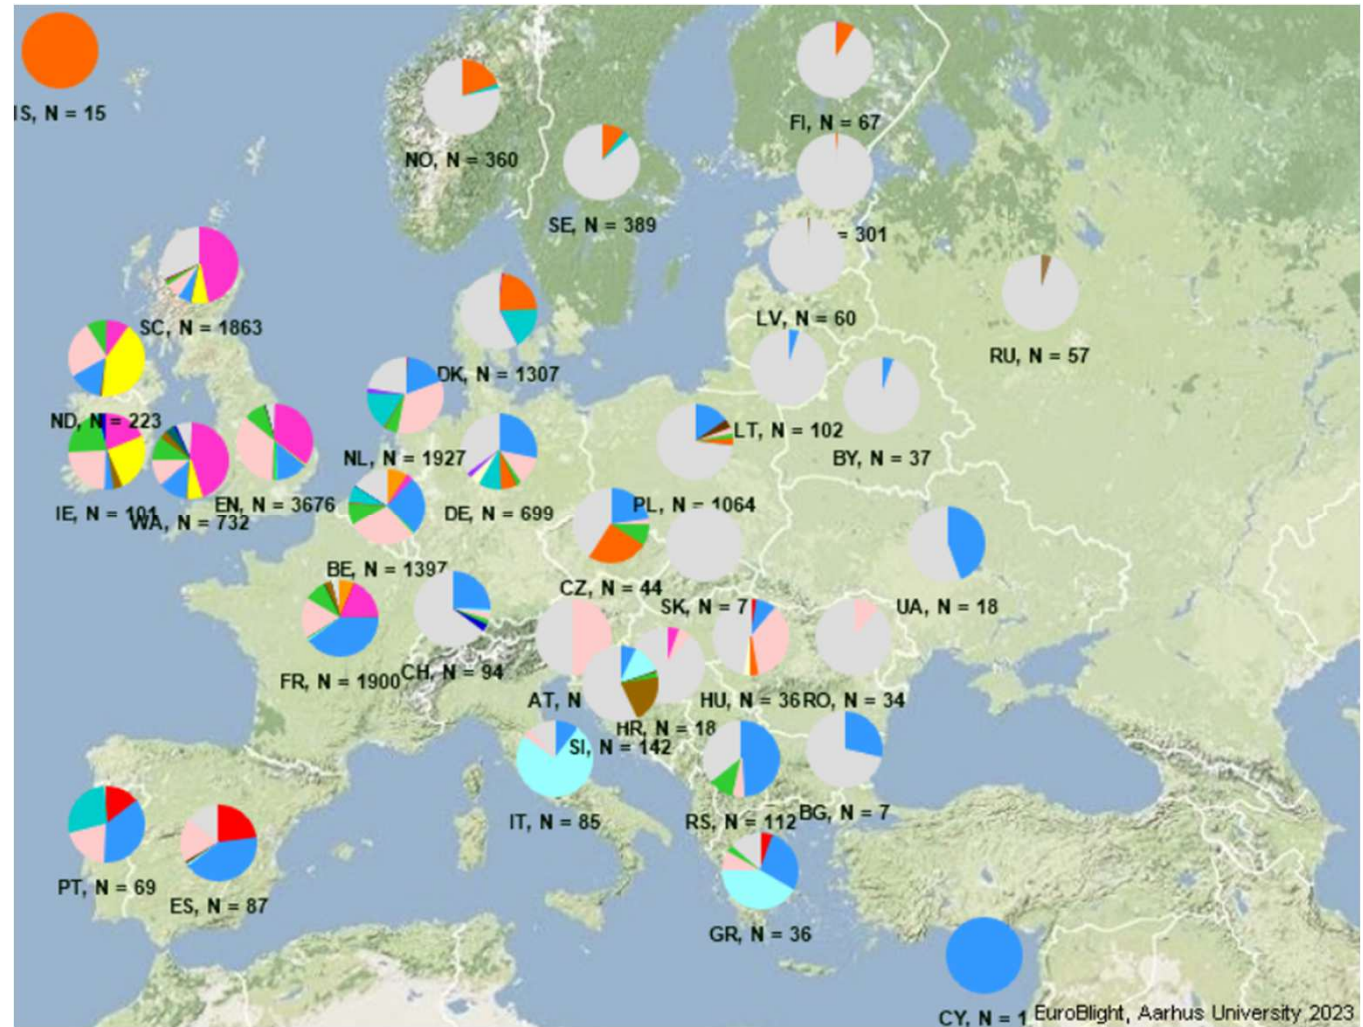 IS, N = 15
FI, N = 67
NO, N = 360
SE, N = 389
= 301
SC, N = 1863
LV, N = 60
RU, N = 57
DK, N = 1307
ND, N = 223
LT, N = 102
NL, N = 1927
BY, N = 37
EN, N = 3676
PL, N = 1064
IE, N = 101
WA, N = 732
DE, N = 699
BE, N = 1397
CZ, N = 44
SK, N = 7
UA, N = 18
CH, N = 94
FR, N = 1900
AT, N
HU, N = 36
RO, N = 34
HR, N = 18
SI, N = 142
IT, N = 85
RS, N = 112
BG, N = 7
PT, N = 69
ES, N = 87
GR, N = 36
CY, N = 1
EuroBlight, Aarhus University 2023